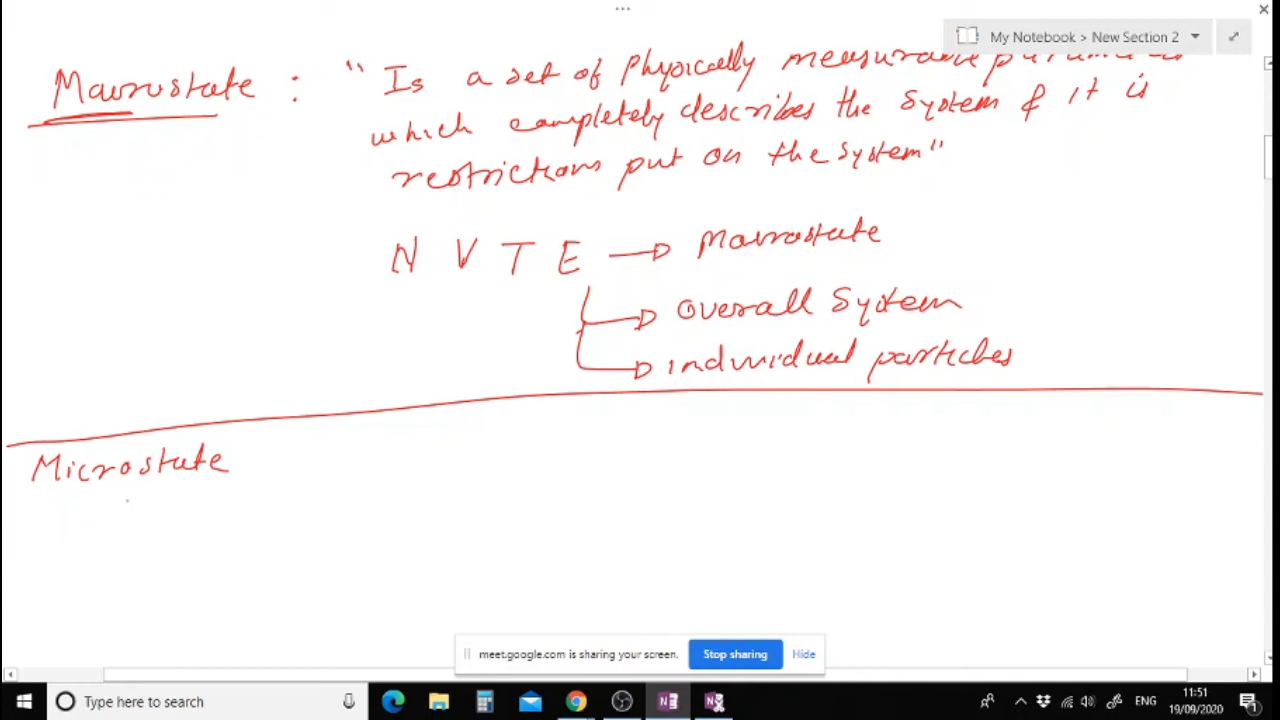 My Notebook > New Section 2
Macrostate : " Is a set of physically measurable
which completely describes the system & it is
restrictions put on the system"
N V T E → Macrostate
→ Overall System
→ individual particles
Microstate
meet.google.com is sharing your screen. Stop sharing Hide
Type here to search
ENG
11:51
19/09/2020
1